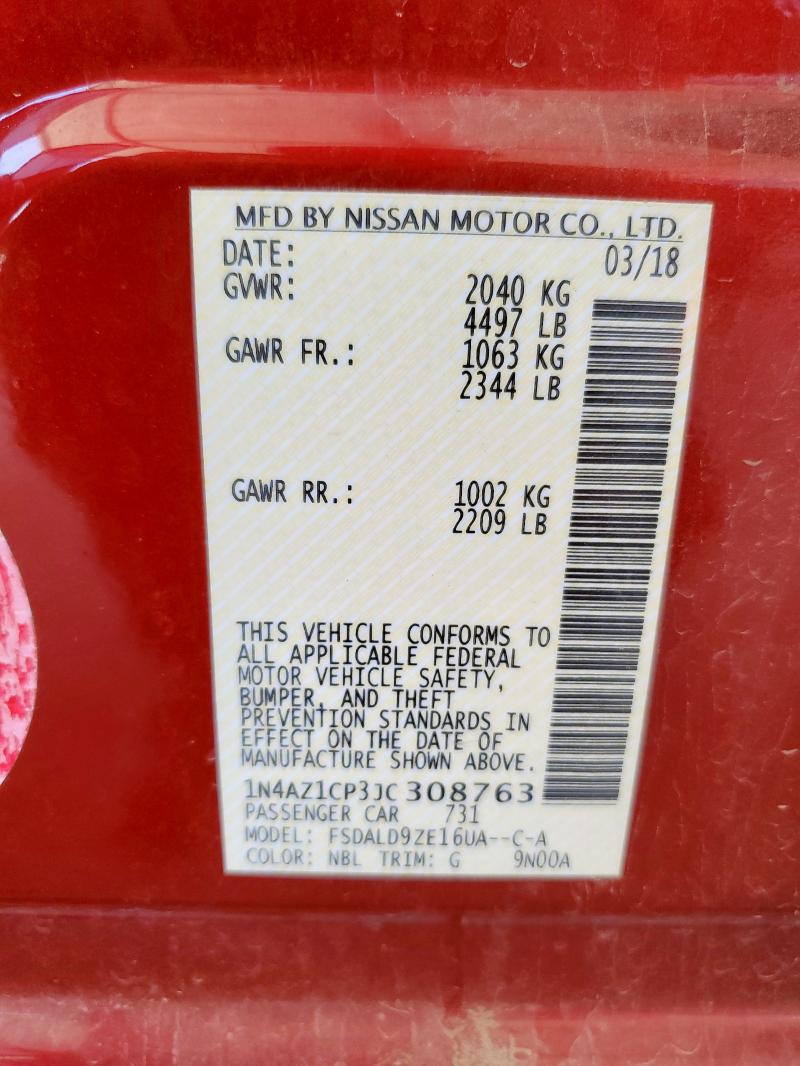 MFD BY NISSAN MOTOR CO., LTD.
DATE: 03/18
GVWR: 2040 KG
4497 LB
GAWR FR.: 1063 KG
2344 LB
GAWR RR.: 1002 KG
2209 LB
THIS VEHICLE CONFORMS TO
ALL APPLICABLE FEDERAL
MOTOR VEHICLE SAFETY,
BUMPER, AND THEFT
PREVENTION STANDARDS IN
EFFECT ON THE DATE OF
MANUFACTURE SHOWN ABOVE.
1N4AZ1CP3JC308763
PASSENGER CAR 731
MODEL: FSDALD9ZE16UA--C-A
COLOR: NBL TRIM: G 9N00A